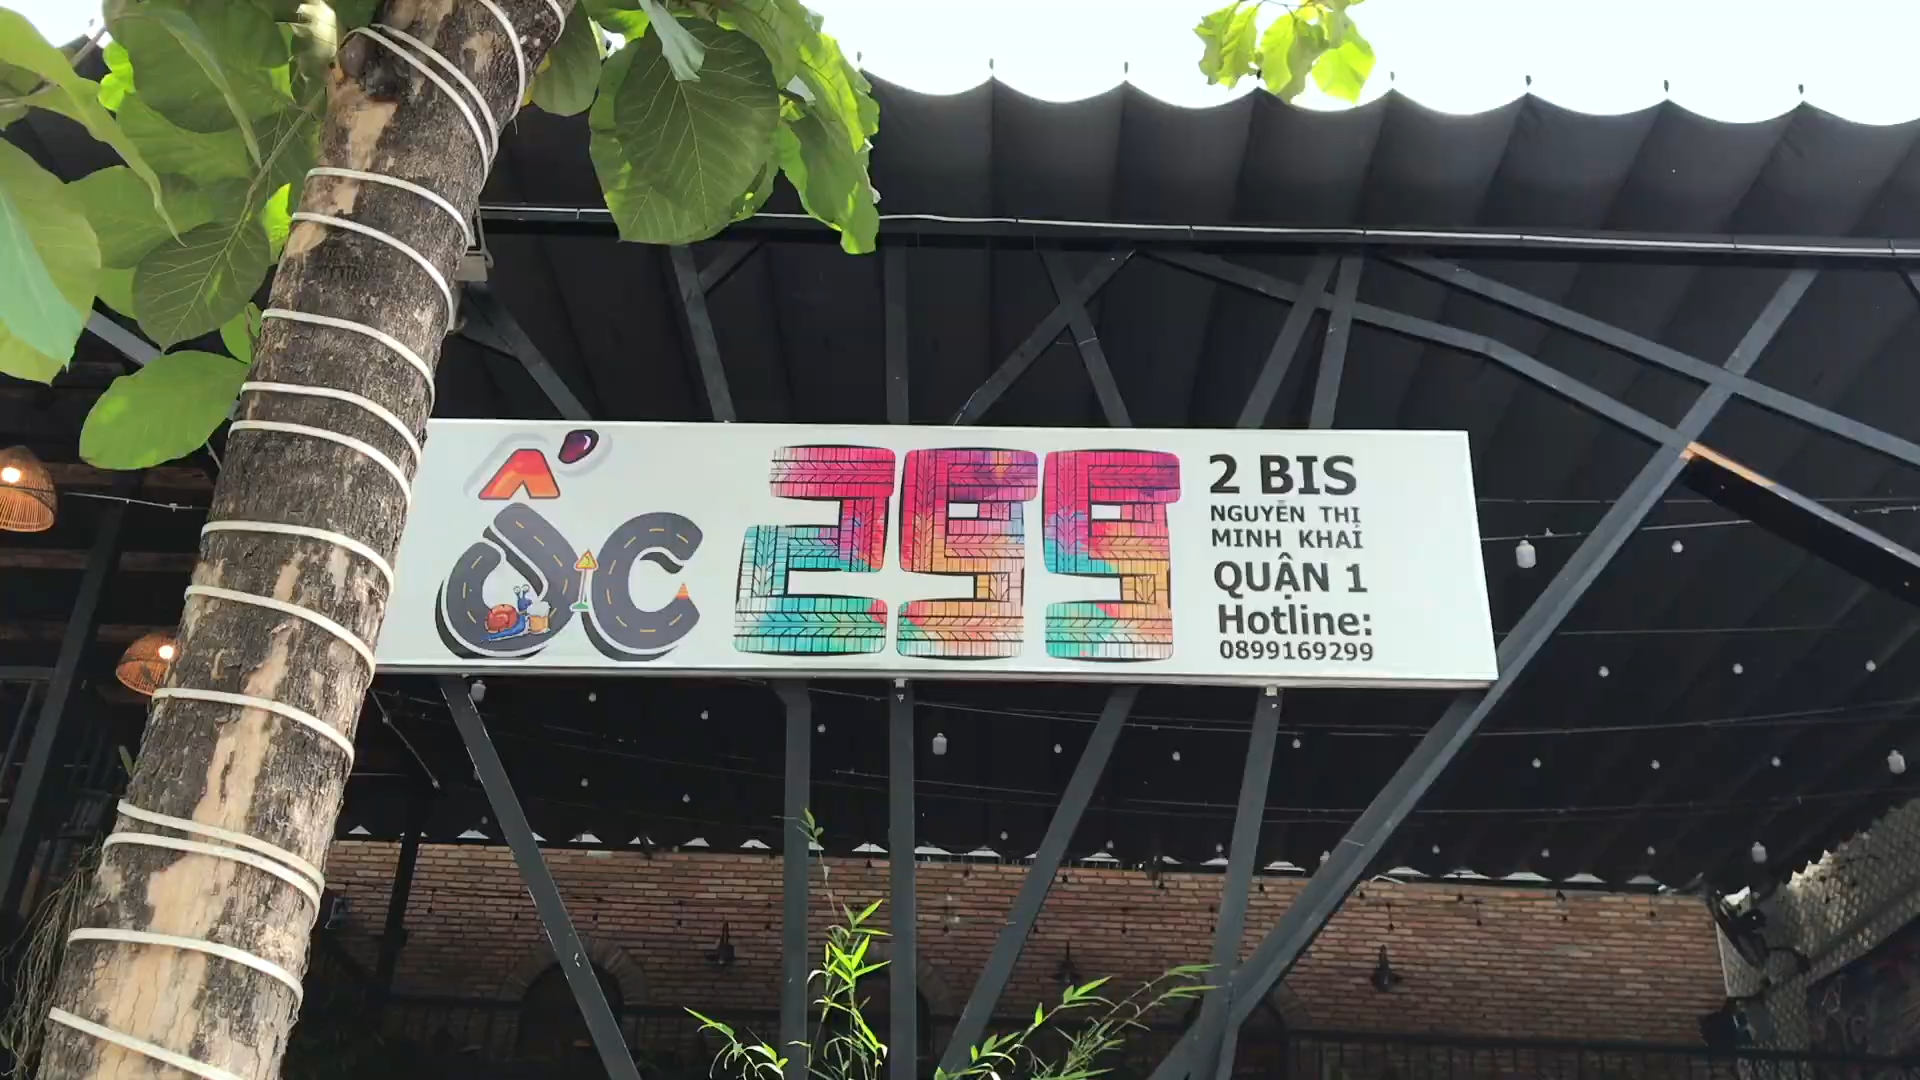 ỐC 299
2 BIS
NGUYỄN THỊ
MINH KHAI
QUẬN 1
Hotline:
0899169299